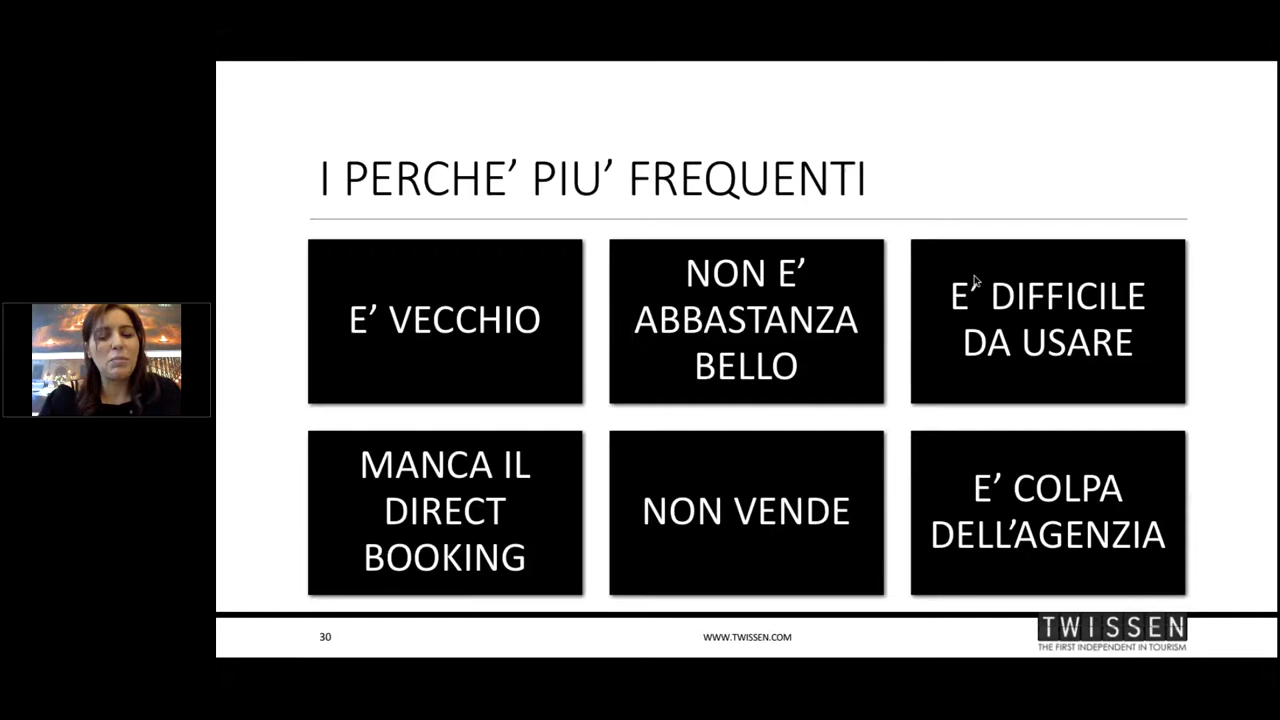 I PERCHE’ PIU’ FREQUENTI
E’ VECCHIO
NON E’
ABBASTANZA
BELLO
E’ DIFFICILE
DA USARE
MANCA IL
DIRECT
BOOKING
NON VENDE
E’ COLPA
DELL’AGENZIA
30
WWW.TWISSEN.COM
TWISSEN
THE FIRST INDEPENDENT IN TOURISM